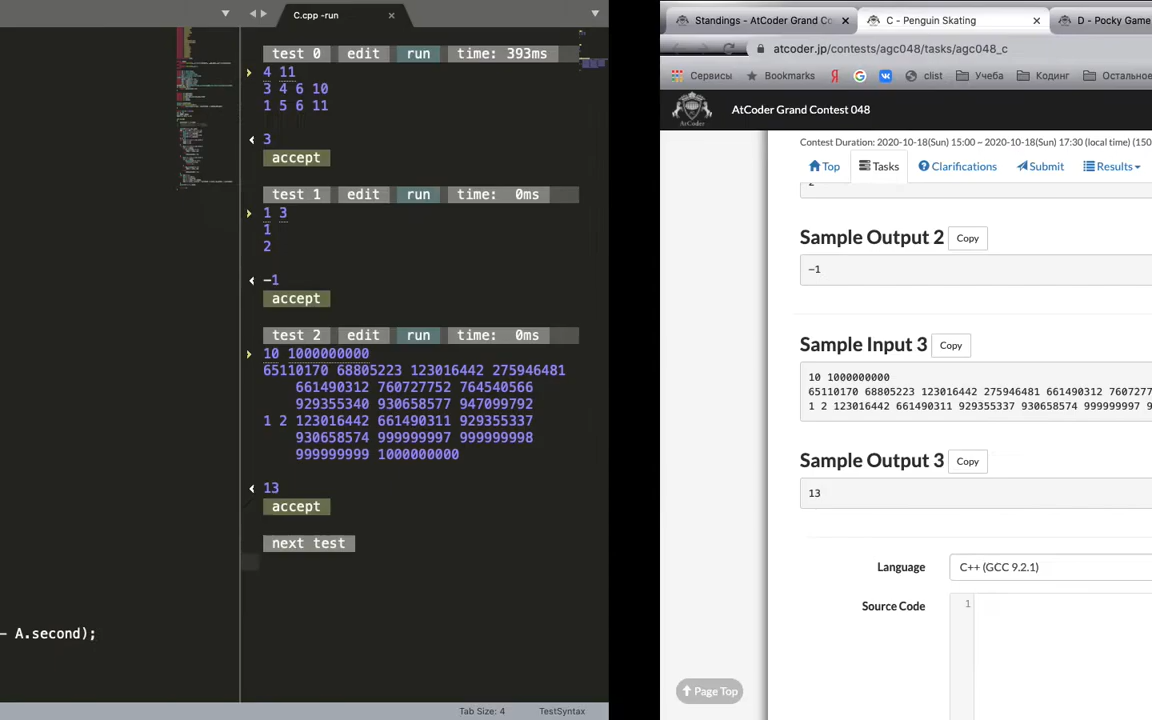 C.cpp -run
test 0 edit run time: 393ms
4 11
3 4 6 10
1 5 6 11
3
accept
test 1 edit run time: 0ms
1 3
1
2
-1
accept
test 2 edit run time: 0ms
10 1000000000
65110170 68805223 123016442 275946481
661490312 760727752 764540566
929355340 930658577 947099792
1 2 123016442 661490311 929355337
930658574 999999997 999999998
999999999 1000000000
13
accept
next test
- A.second);
Tab Size: 4 TestSyntax
Standings - AtCoder Grand Co
C - Penguin Skating
D - Pocky Game
atcoder.jp/contests/agc048/tasks/agc048_c
Сервисы Bookmarks clist Учеба Кодинг Остальное
AtCoder
AtCoder Grand Contest 048
Contest Duration: 2020-10-18(Sun) 15:00 ~ 2020-10-18(Sun) 17:30 (local time) (150
Top Tasks Clarifications Submit Results
Sample Output 2 Copy
-1
Sample Input 3 Copy
10 1000000000
65110170 68805223 123016442 275946481 661490312 760727752
1 2 123016442 661490311 929355337 930658574 999999997 9
Sample Output 3 Copy
13
Language C++ (GCC 9.2.1)
Source Code 1
Page Top